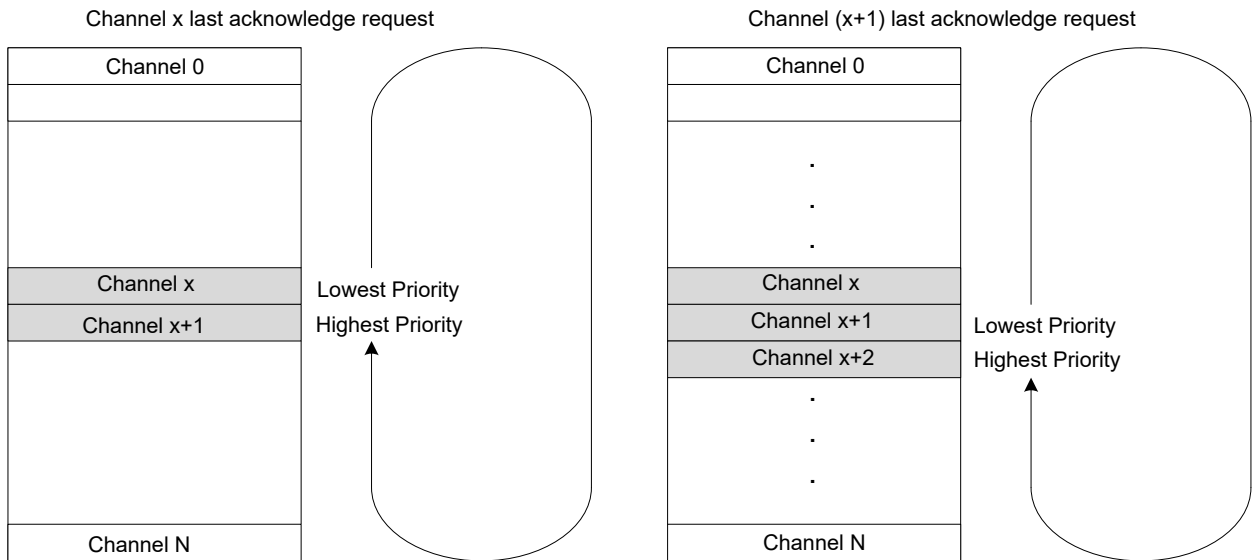 Channel x last acknowledge request
Channel 0
Channel x
Lowest Priority
Channel x+1
Highest Priority
Channel N
Channel (x+1) last acknowledge request
Channel 0
.
.
.
Channel x
Channel x+1
Lowest Priority
Channel x+2
Highest Priority
.
.
.
Channel N